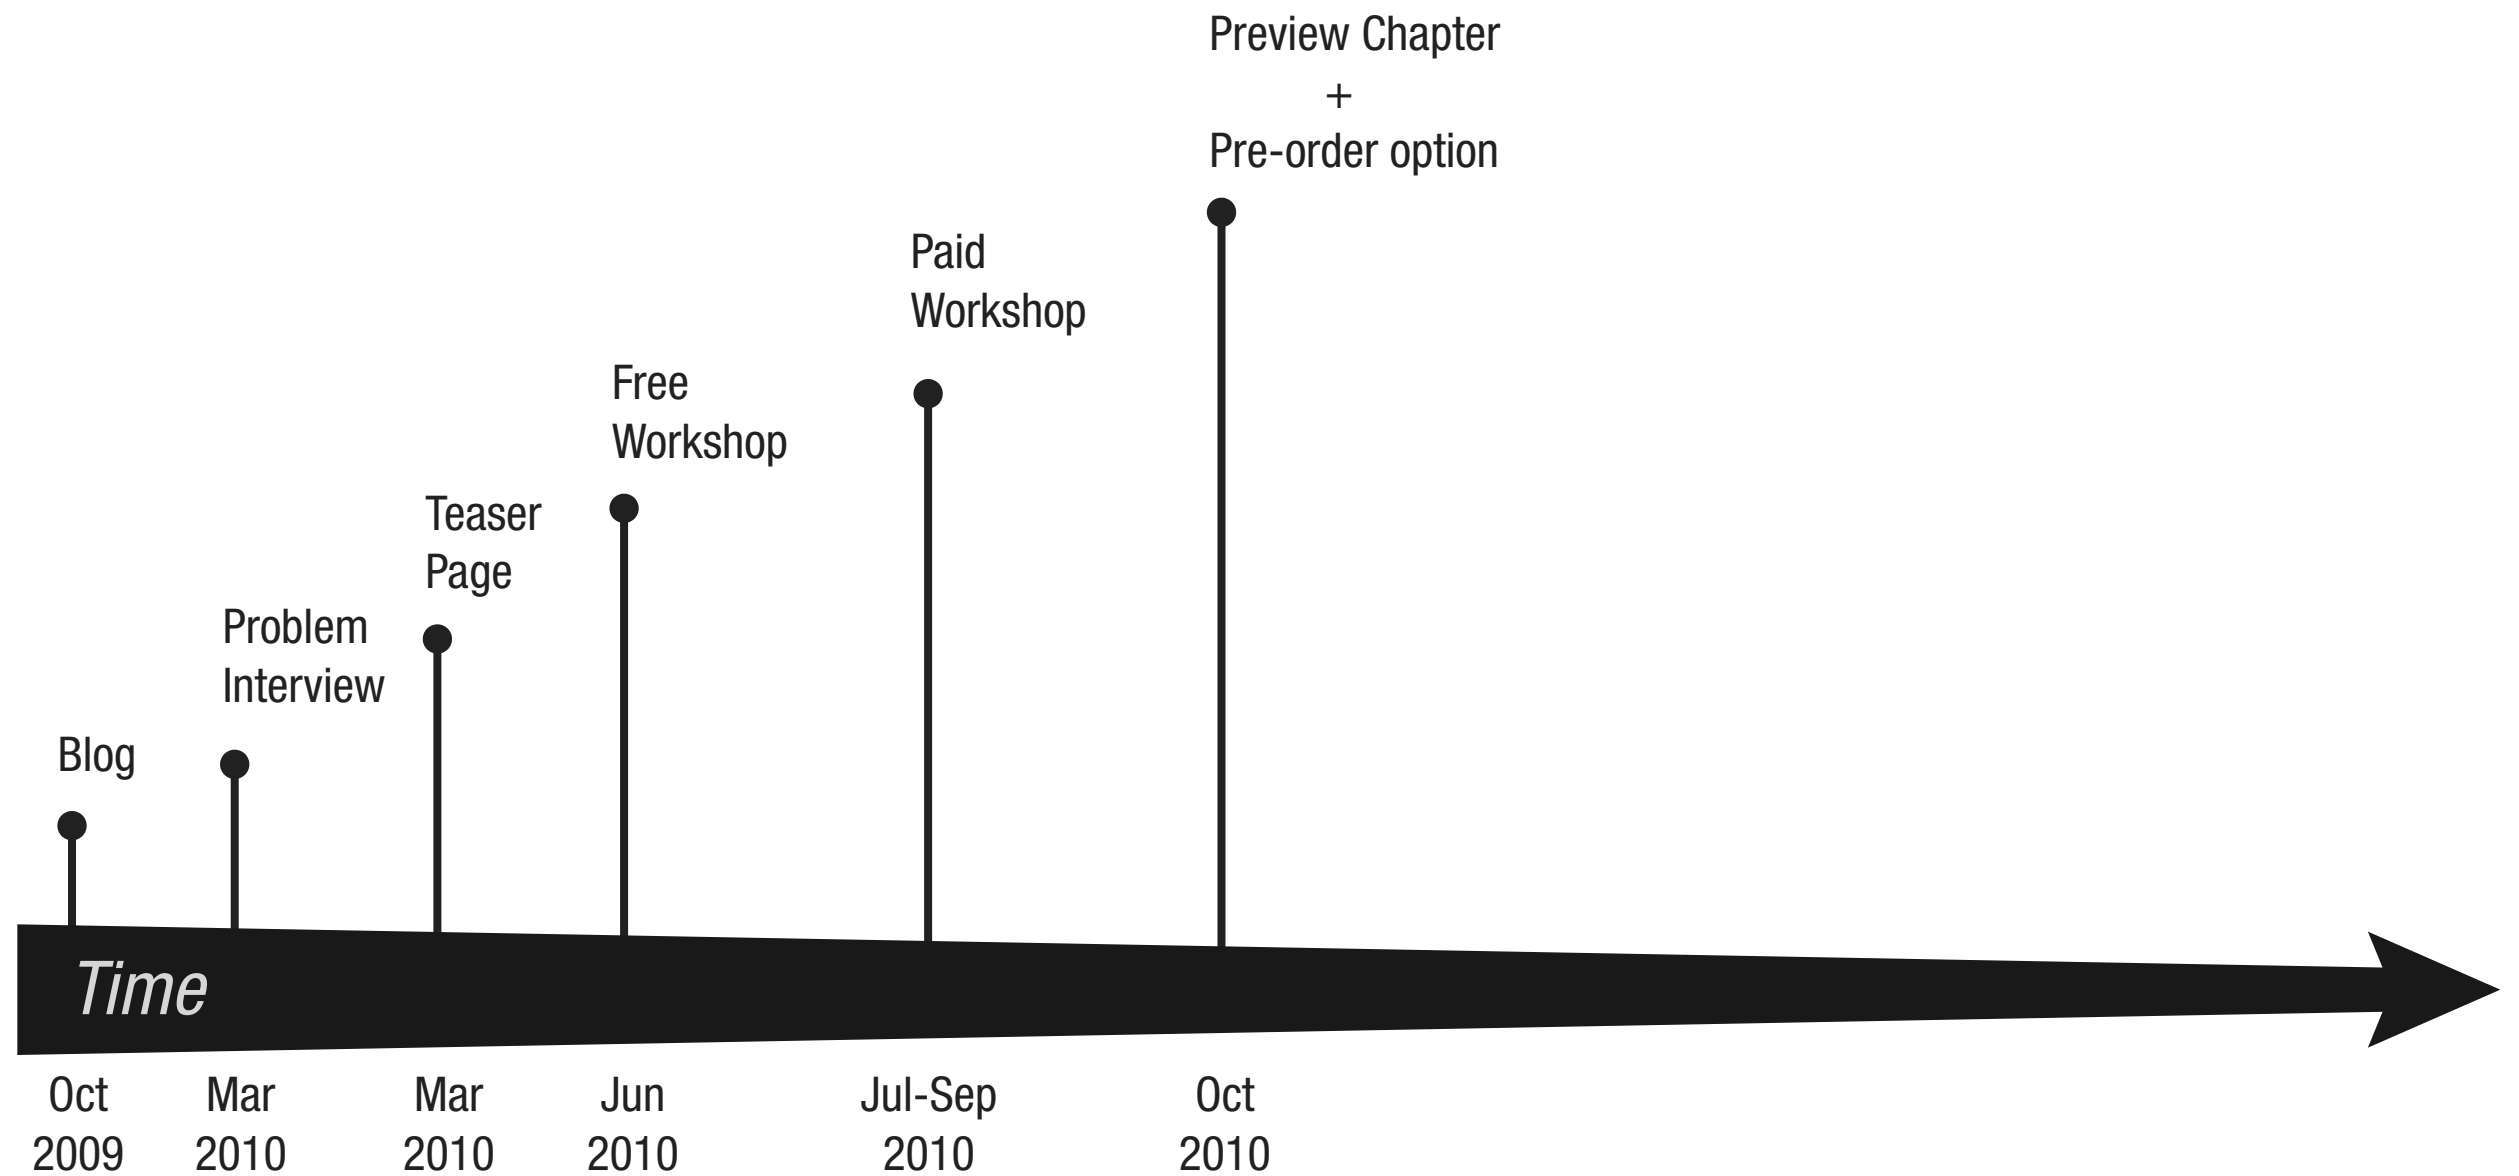 Preview Chapter
+
Pre-order option
Paid
Workshop
Free
Workshop
Teaser
Page
Problem
Interview
Blog
Time
Oct
2009
Mar
2010
Mar
2010
Jun
2010
Jul-Sep
2010
Oct
2010